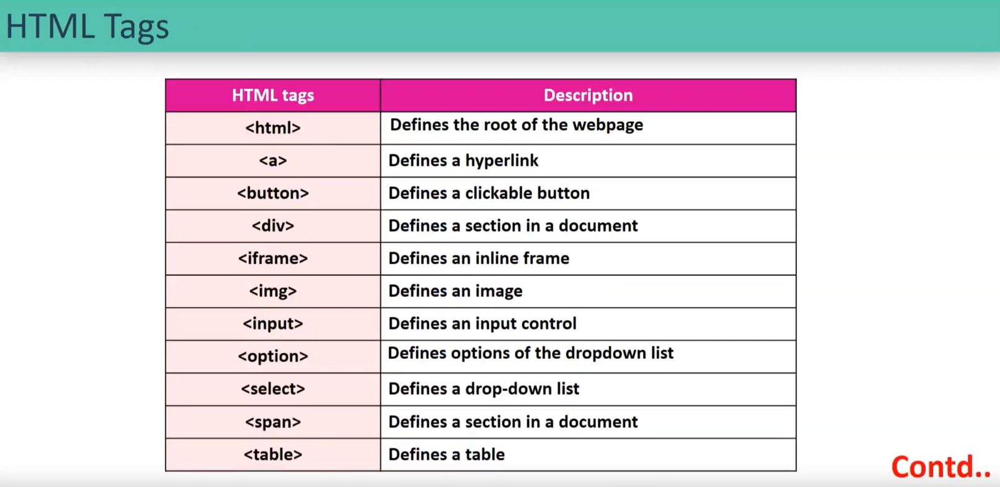 HTML Tags
HTML tags Description
<html> Defines the root of the webpage
<a> Defines a hyperlink
<button> Defines a clickable button
<div> Defines a section in a document
<iframe> Defines an inline frame
<img> Defines an image
<input> Defines an input control
<option> Defines options of the dropdown list
<select> Defines a drop-down list
<span> Defines a section in a document
<table> Defines a table
Contd..